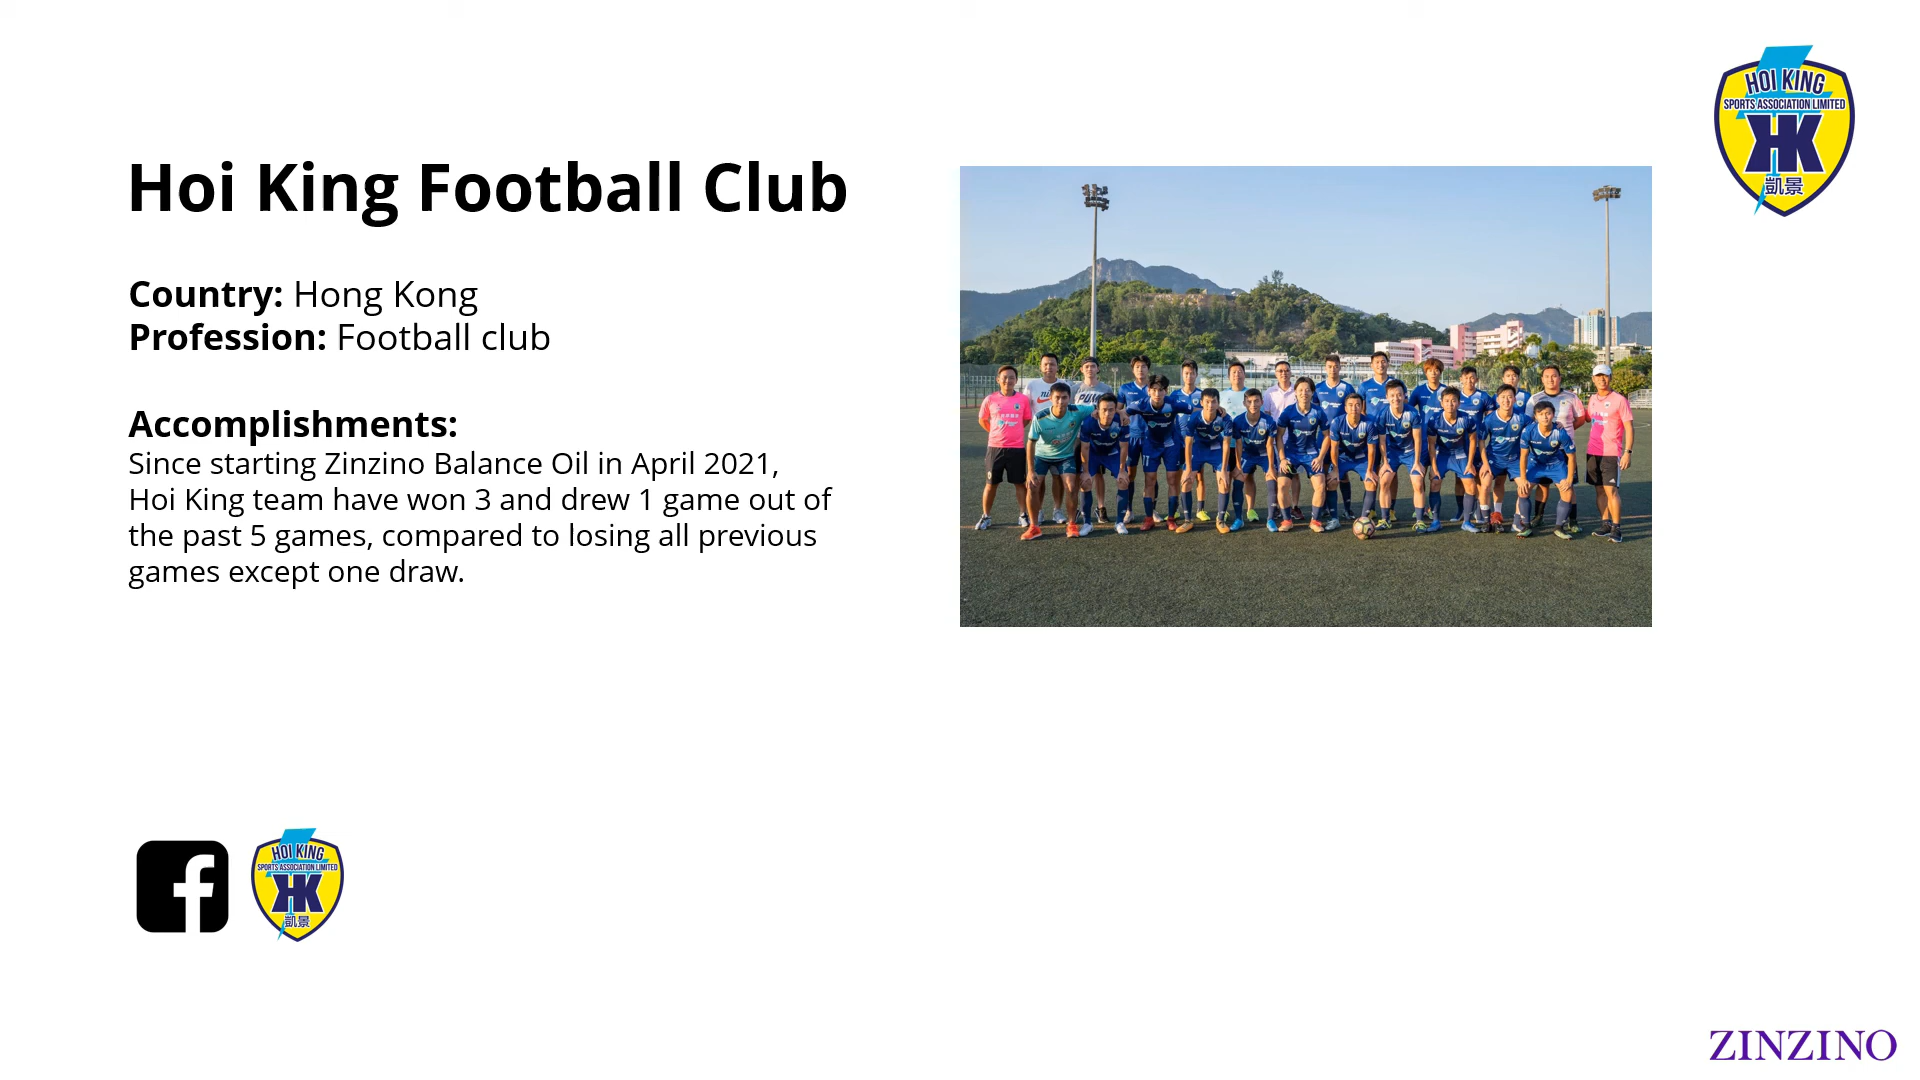 HOI KING
SPORTS ASSOCIATION LIMITED
HK
凱景
Hoi King Football Club
Country: Hong Kong
Profession: Football club
Accomplishments:
Since starting Zinzino Balance Oil in April 2021,
Hoi King team have won 3 and drew 1 game out of
the past 5 games, compared to losing all previous
games except one draw.
PUMA
HOI KING
SPORTS ASSOCIATION LIMITED
HK
凱景
ZINZINO